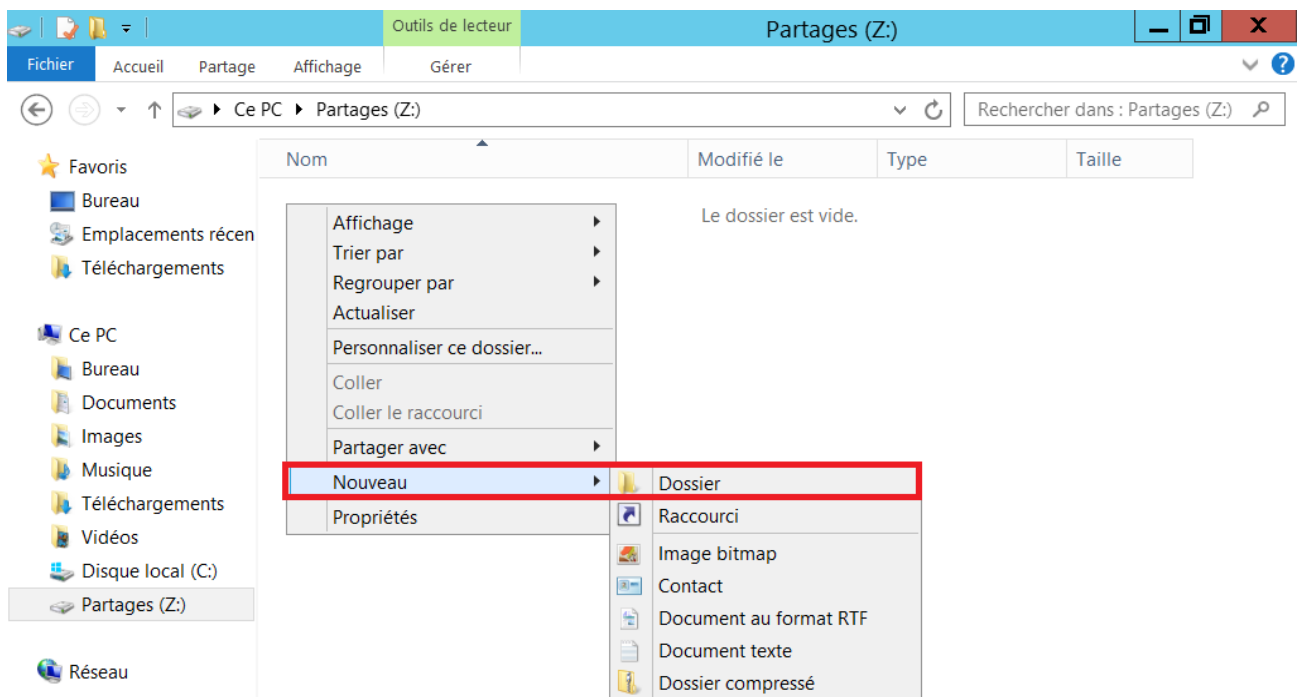 Outils de lecteur
Partages (Z:)
Fichier Accueil Partage Affichage Gérer
Ce PC Partages (Z:) Rechercher dans : Partages (Z:)
Nom Modifié le Type Taille
Le dossier est vide.
Favoris
Bureau
Emplacements récen
Téléchargements
Ce PC
Bureau
Documents
Images
Musique
Téléchargements
Vidéos
Disque local (C:)
Partages (Z:)
Réseau
Affichage
Trier par
Regrouper par
Actualiser
Personnaliser ce dossier...
Coller
Coller le raccourci
Partager avec
Nouveau
Propriétés
Dossier
Raccourci
Image bitmap
Contact
Document au format RTF
Document texte
Dossier compressé